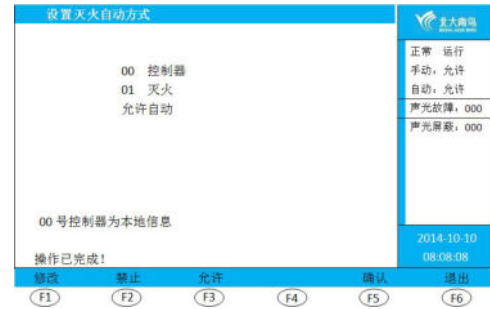 设置灭火自动方式
北大青鸟
00 控制器
01 灭火
允许自动
正常 运行
手动：允许
自动：允许
声光故障：000
声光屏蔽：000
00 号控制器为本地信息
操作已完成！
2014-10-10
08:08:08
修改 禁止 允许 确认 退出
F1 F2 F3 F4 F5 F6